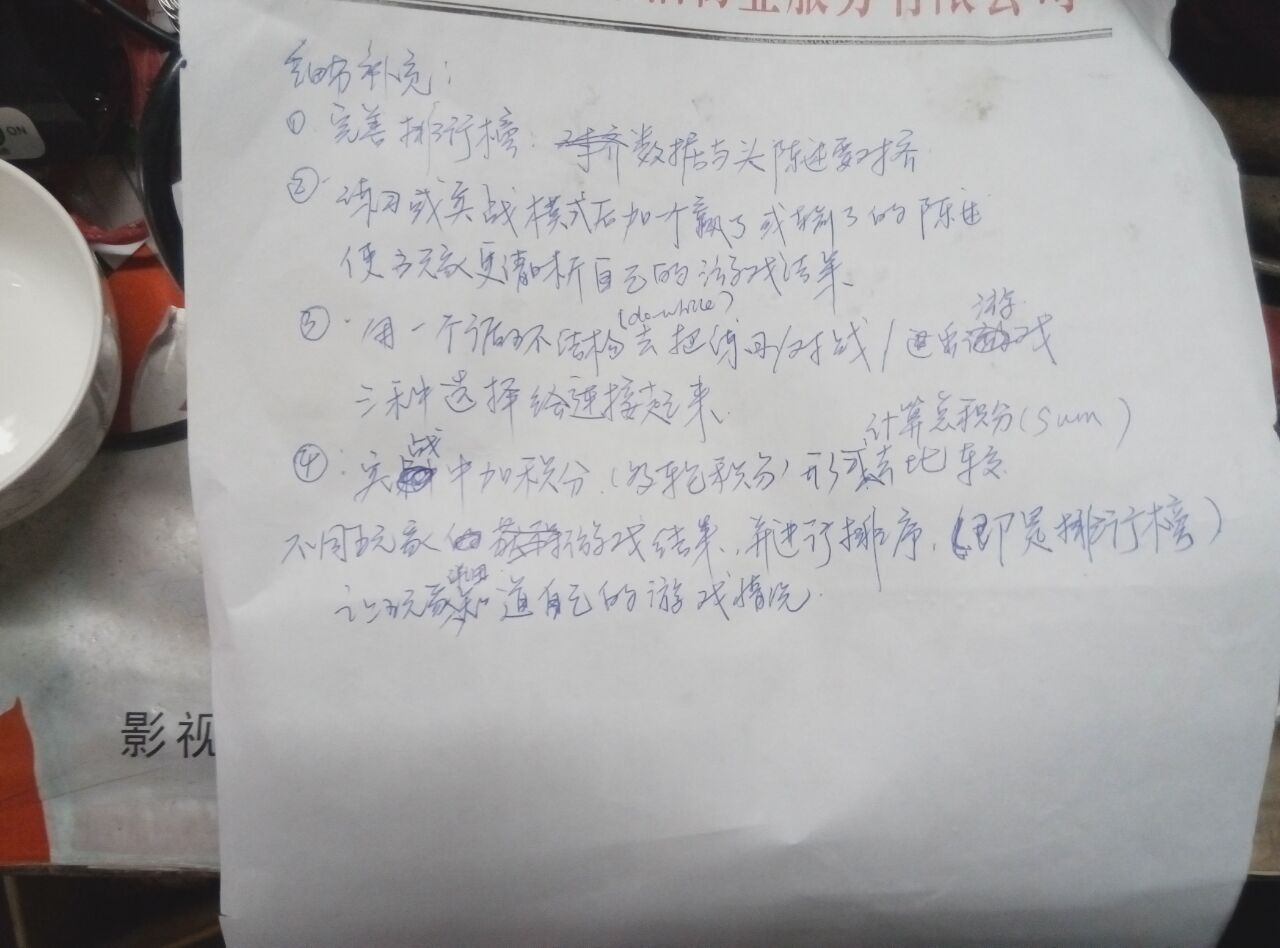 业服务有限公司
细节补充:
① 完善排行榜: 数据与头陈述要对齐
② 练习或实战模式后加个赢了或输了的陈述
使玩家更清晰自己的游戏结果、
③ 用一个循环结构(do-while)去把练习/对战/退出游戏
三种选择给连接起来、
④: 实战中加积分.(每轮积分)形式去比较 计算总积分(sum)
不同玩家游戏结果、并进行排序.(即是排行榜)
让玩家知道自己的游戏情况.
ON
影视